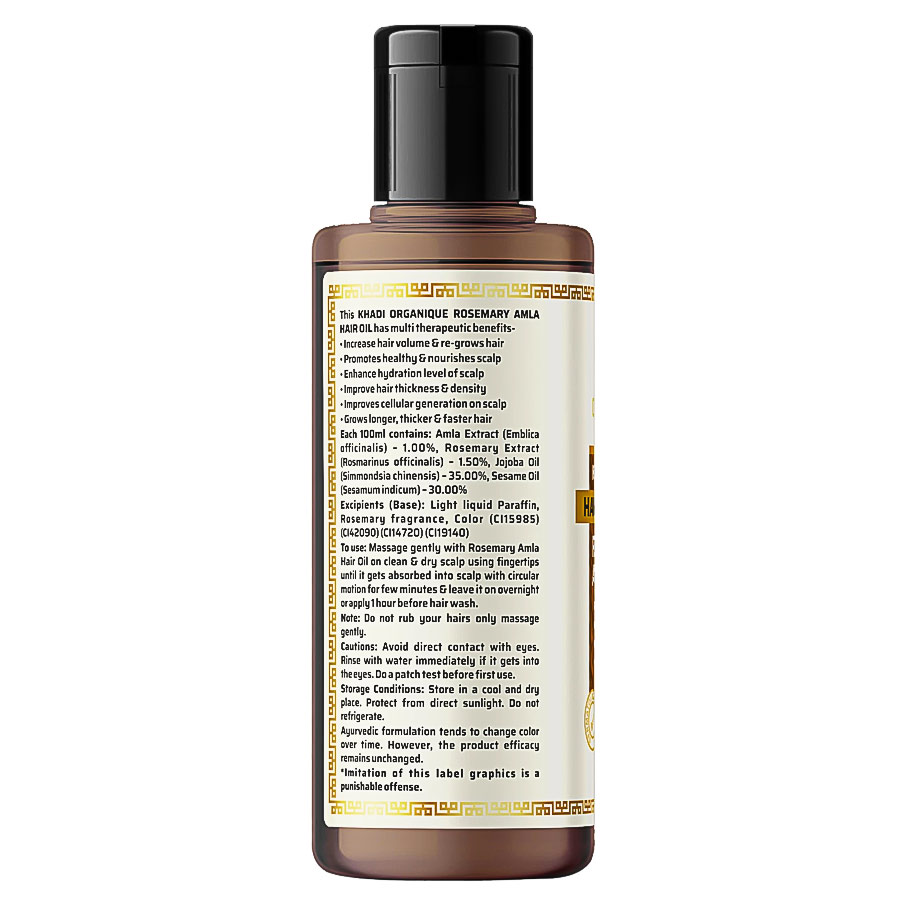 This KHADI ORGANIQUE ROSEMARY AMLA
HAIR OIL has multi therapeutic benefits-
• Increase hair volume & re-grows hair
• Promotes healthy & nourishes scalp
• Enhance hydration level of scalp
• Improve hair thickness & density
• Improves cellular generation on scalp
• Grows longer, thicker & faster hair
Each 100ml contains: Amla Extract (Emblica
officinalis) - 1.00%, Rosemary Extract
(Rosmarinus officinalis) - 1.50%, Jojoba Oil
(Simmondsia chinensis) - 35.00%, Sesame Oil
(Sesamum indicum) - 30.00%
Excipients (Base): Light liquid Paraffin,
Rosemary fragrance, Color (CI15985)
(CI42090) (CI14720) (CI19140)
To use: Massage gently with Rosemary Amla
Hair Oil on clean & dry scalp using fingertips
until it gets absorbed into scalp with circular
motion for few minutes & leave it on overnight
or apply 1 hour before hair wash.
Note: Do not rub your hairs only massage
gently.
Cautions: Avoid direct contact with eyes.
Rinse with water immediately if it gets into
the eyes. Do a patch test before first use.
Storage Conditions: Store in a cool and dry
place. Protect from direct sunlight. Do not
refrigerate.
Ayurvedic formulation tends to change color
over time. However, the product efficacy
remains unchanged.
*Imitation of this label graphics is a
punishable offense.